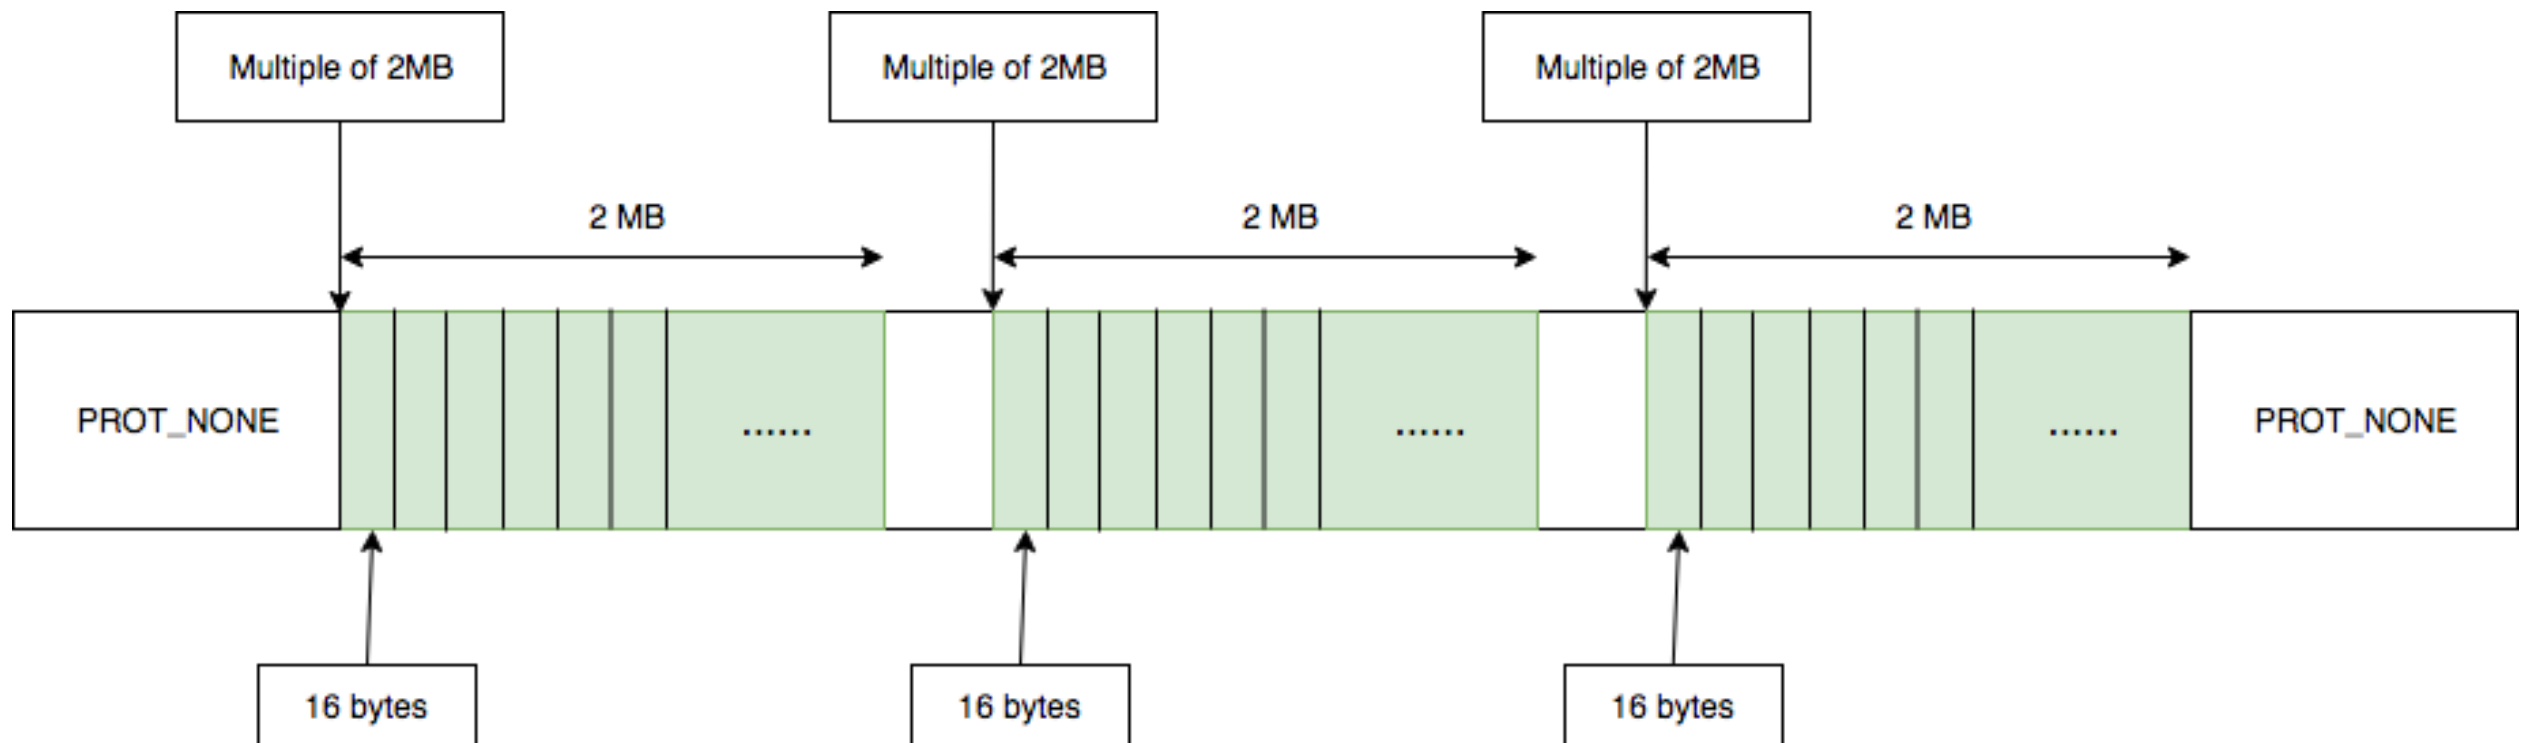 Multiple of 2MB
Multiple of 2MB
Multiple of 2MB
2 MB
2 MB
2 MB
PROT_NONE
......
......
......
PROT_NONE
16 bytes
16 bytes
16 bytes